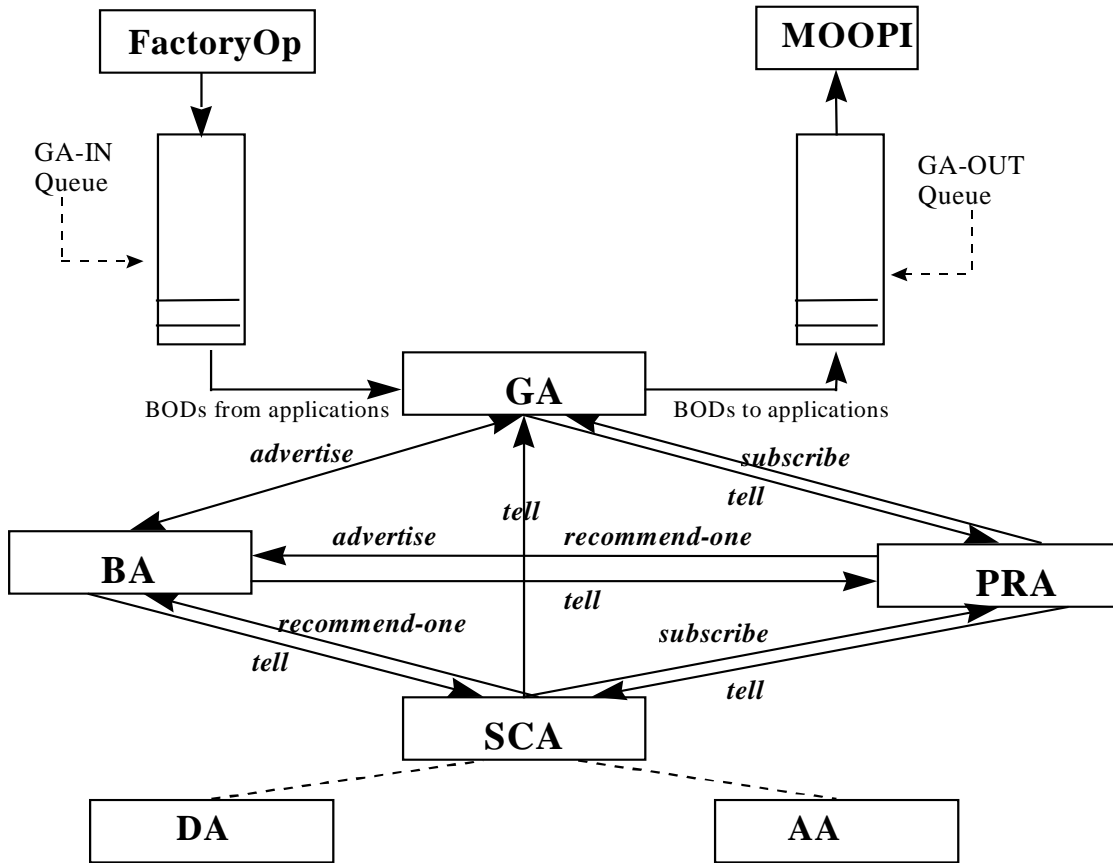 FactoryOp
MOOPI
GA-IN
Queue
GA-OUT
Queue
GA
BODs from applications
BODs to applications
advertise
subscribe
tell
tell
advertise
recommend-one
BA
PRA
tell
recommend-one
subscribe
tell
tell
SCA
DA
AA